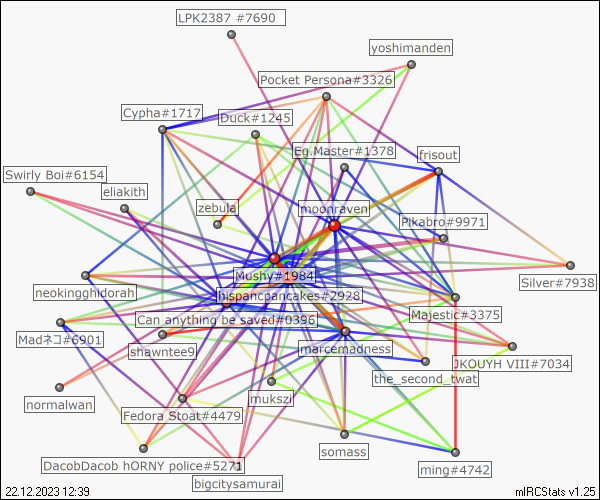 LPK2387 #7690
yoshimanden
Pocket Persona#3326
Cypha#1717
Duck#1245
Eg.Master#1378
frisout
Swirly Boi#6154
eliakith
zebula
moonraven
Pikabro#9971
Mushy#1984
Silver#7938
neokingghidorah
hispancpancakes#2928
Can anything be saved#0396
Majestic#3375
Madネコ#6901
shawntee9
marcemadness
JKOUYH VIII#7034
the_second_twat
normalwan
mukszi
Fedora Stoat#4479
somass
DacobDacob hORNY police#5271
ming#4742
bigcitysamurai
22.12.2023 12:39
mIRCStats v1.25